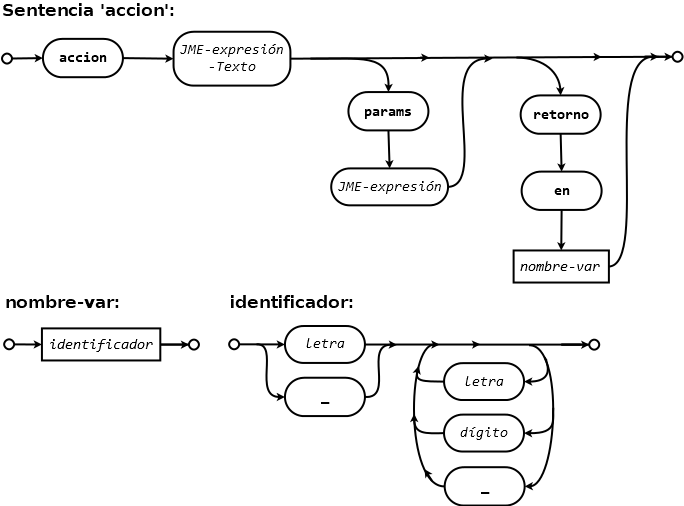 Sentencia 'accion':
accion
JME-expresión
-Texto
params
JME-expresión
retorno
en
nombre-var
nombre-var:
identificador
identificador:
letra
_
letra
dígito
_